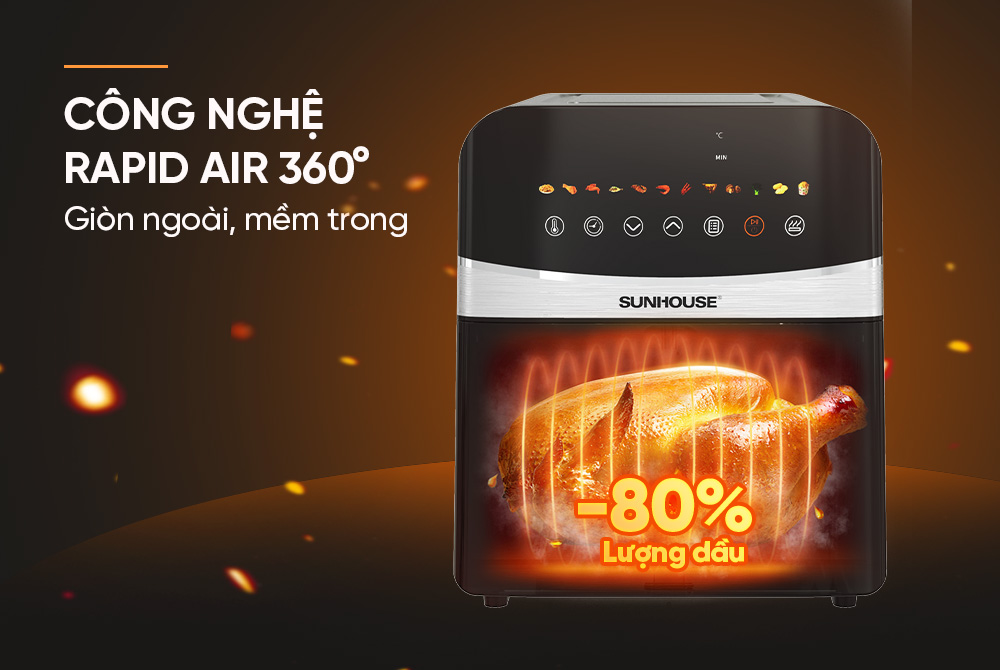 CÔNG NGHỆ
RAPID AIR 360°
Giòn ngoài, mềm trong
°C
MIN
SUNHOUSE®
-80%
Lượng dầu